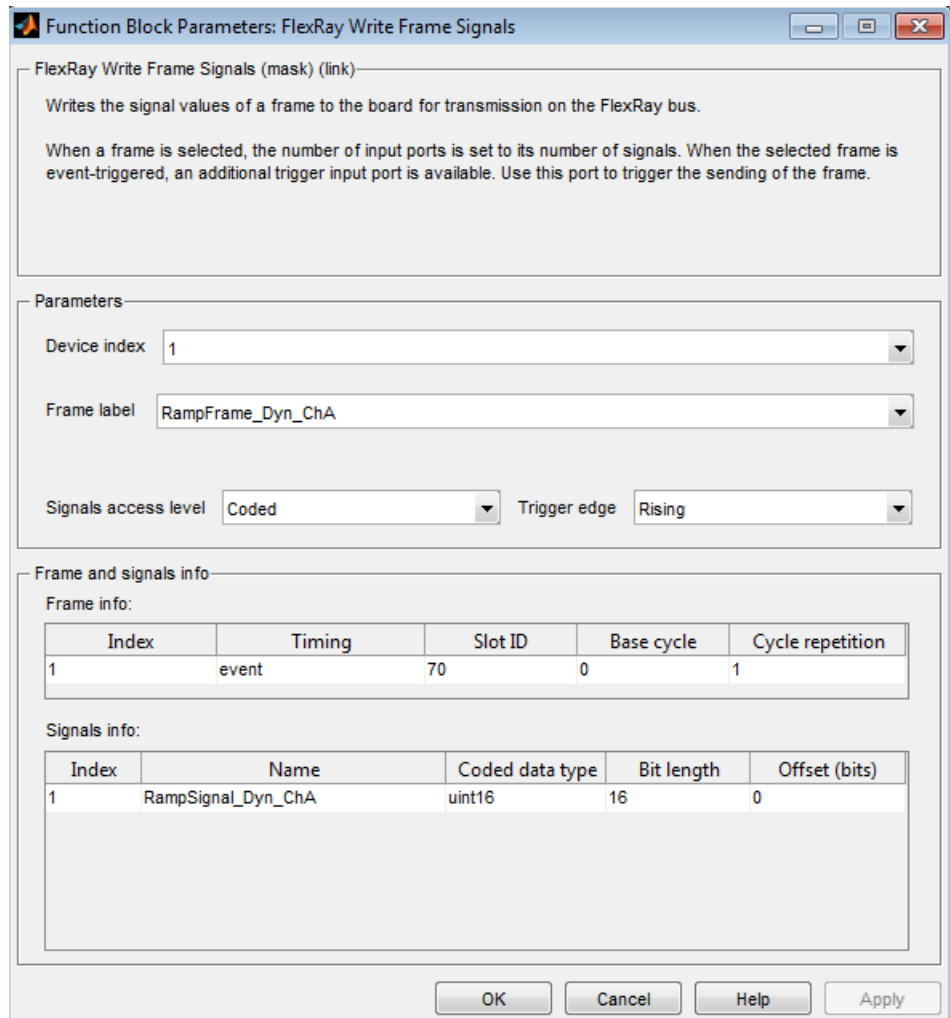 Function Block Parameters: FlexRay Write Frame Signals
FlexRay Write Frame Signals (mask) (link)
Writes the signal values of a frame to the board for transmission on the FlexRay bus.
When a frame is selected, the number of input ports is set to its number of signals. When the selected frame is
event-triggered, an additional trigger input port is available. Use this port to trigger the sending of the frame.
Parameters
Device index 1
Frame label RampFrame_Dyn_ChA
Signals access level Coded Trigger edge Rising
Frame and signals info
Frame info:
Index Timing Slot ID Base cycle Cycle repetition
1 event 70 0 1
Signals info:
Index Name Coded data type Bit length Offset (bits)
1 RampSignal_Dyn_ChA uint16 16 0
OK Cancel Help Apply